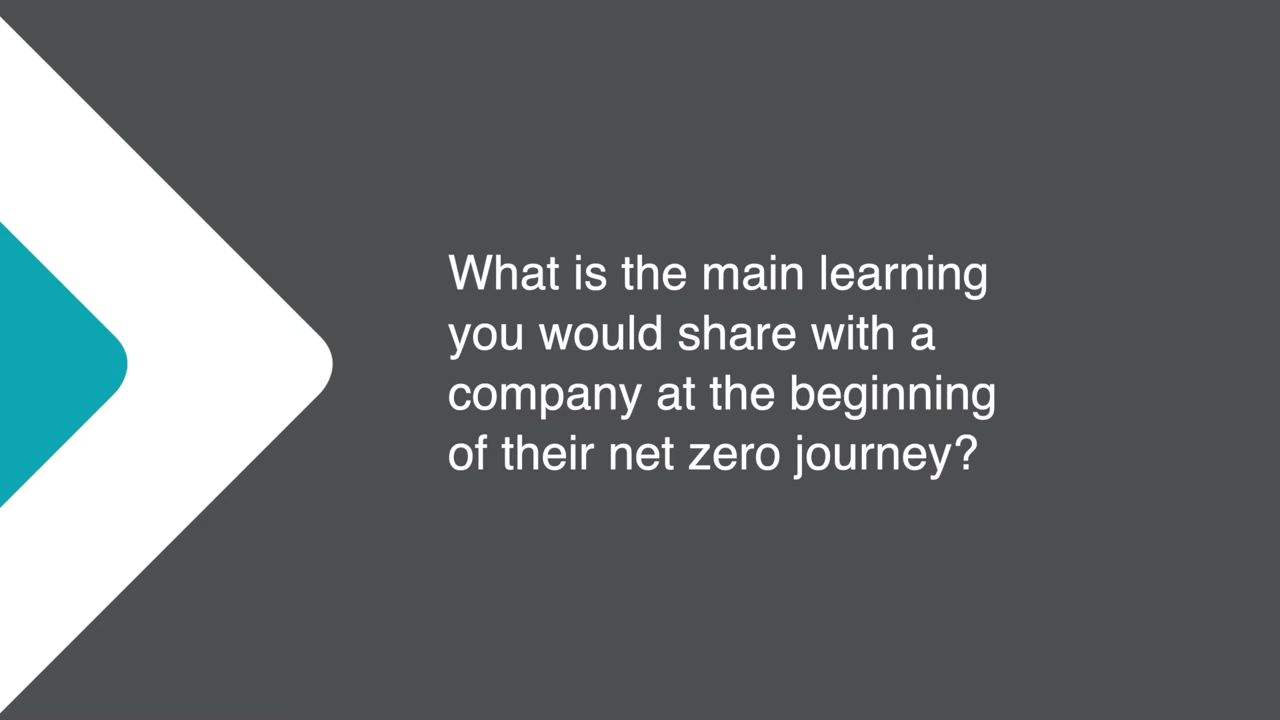 What is the main learning
you would share with a
company at the beginning
of their net zero journey?